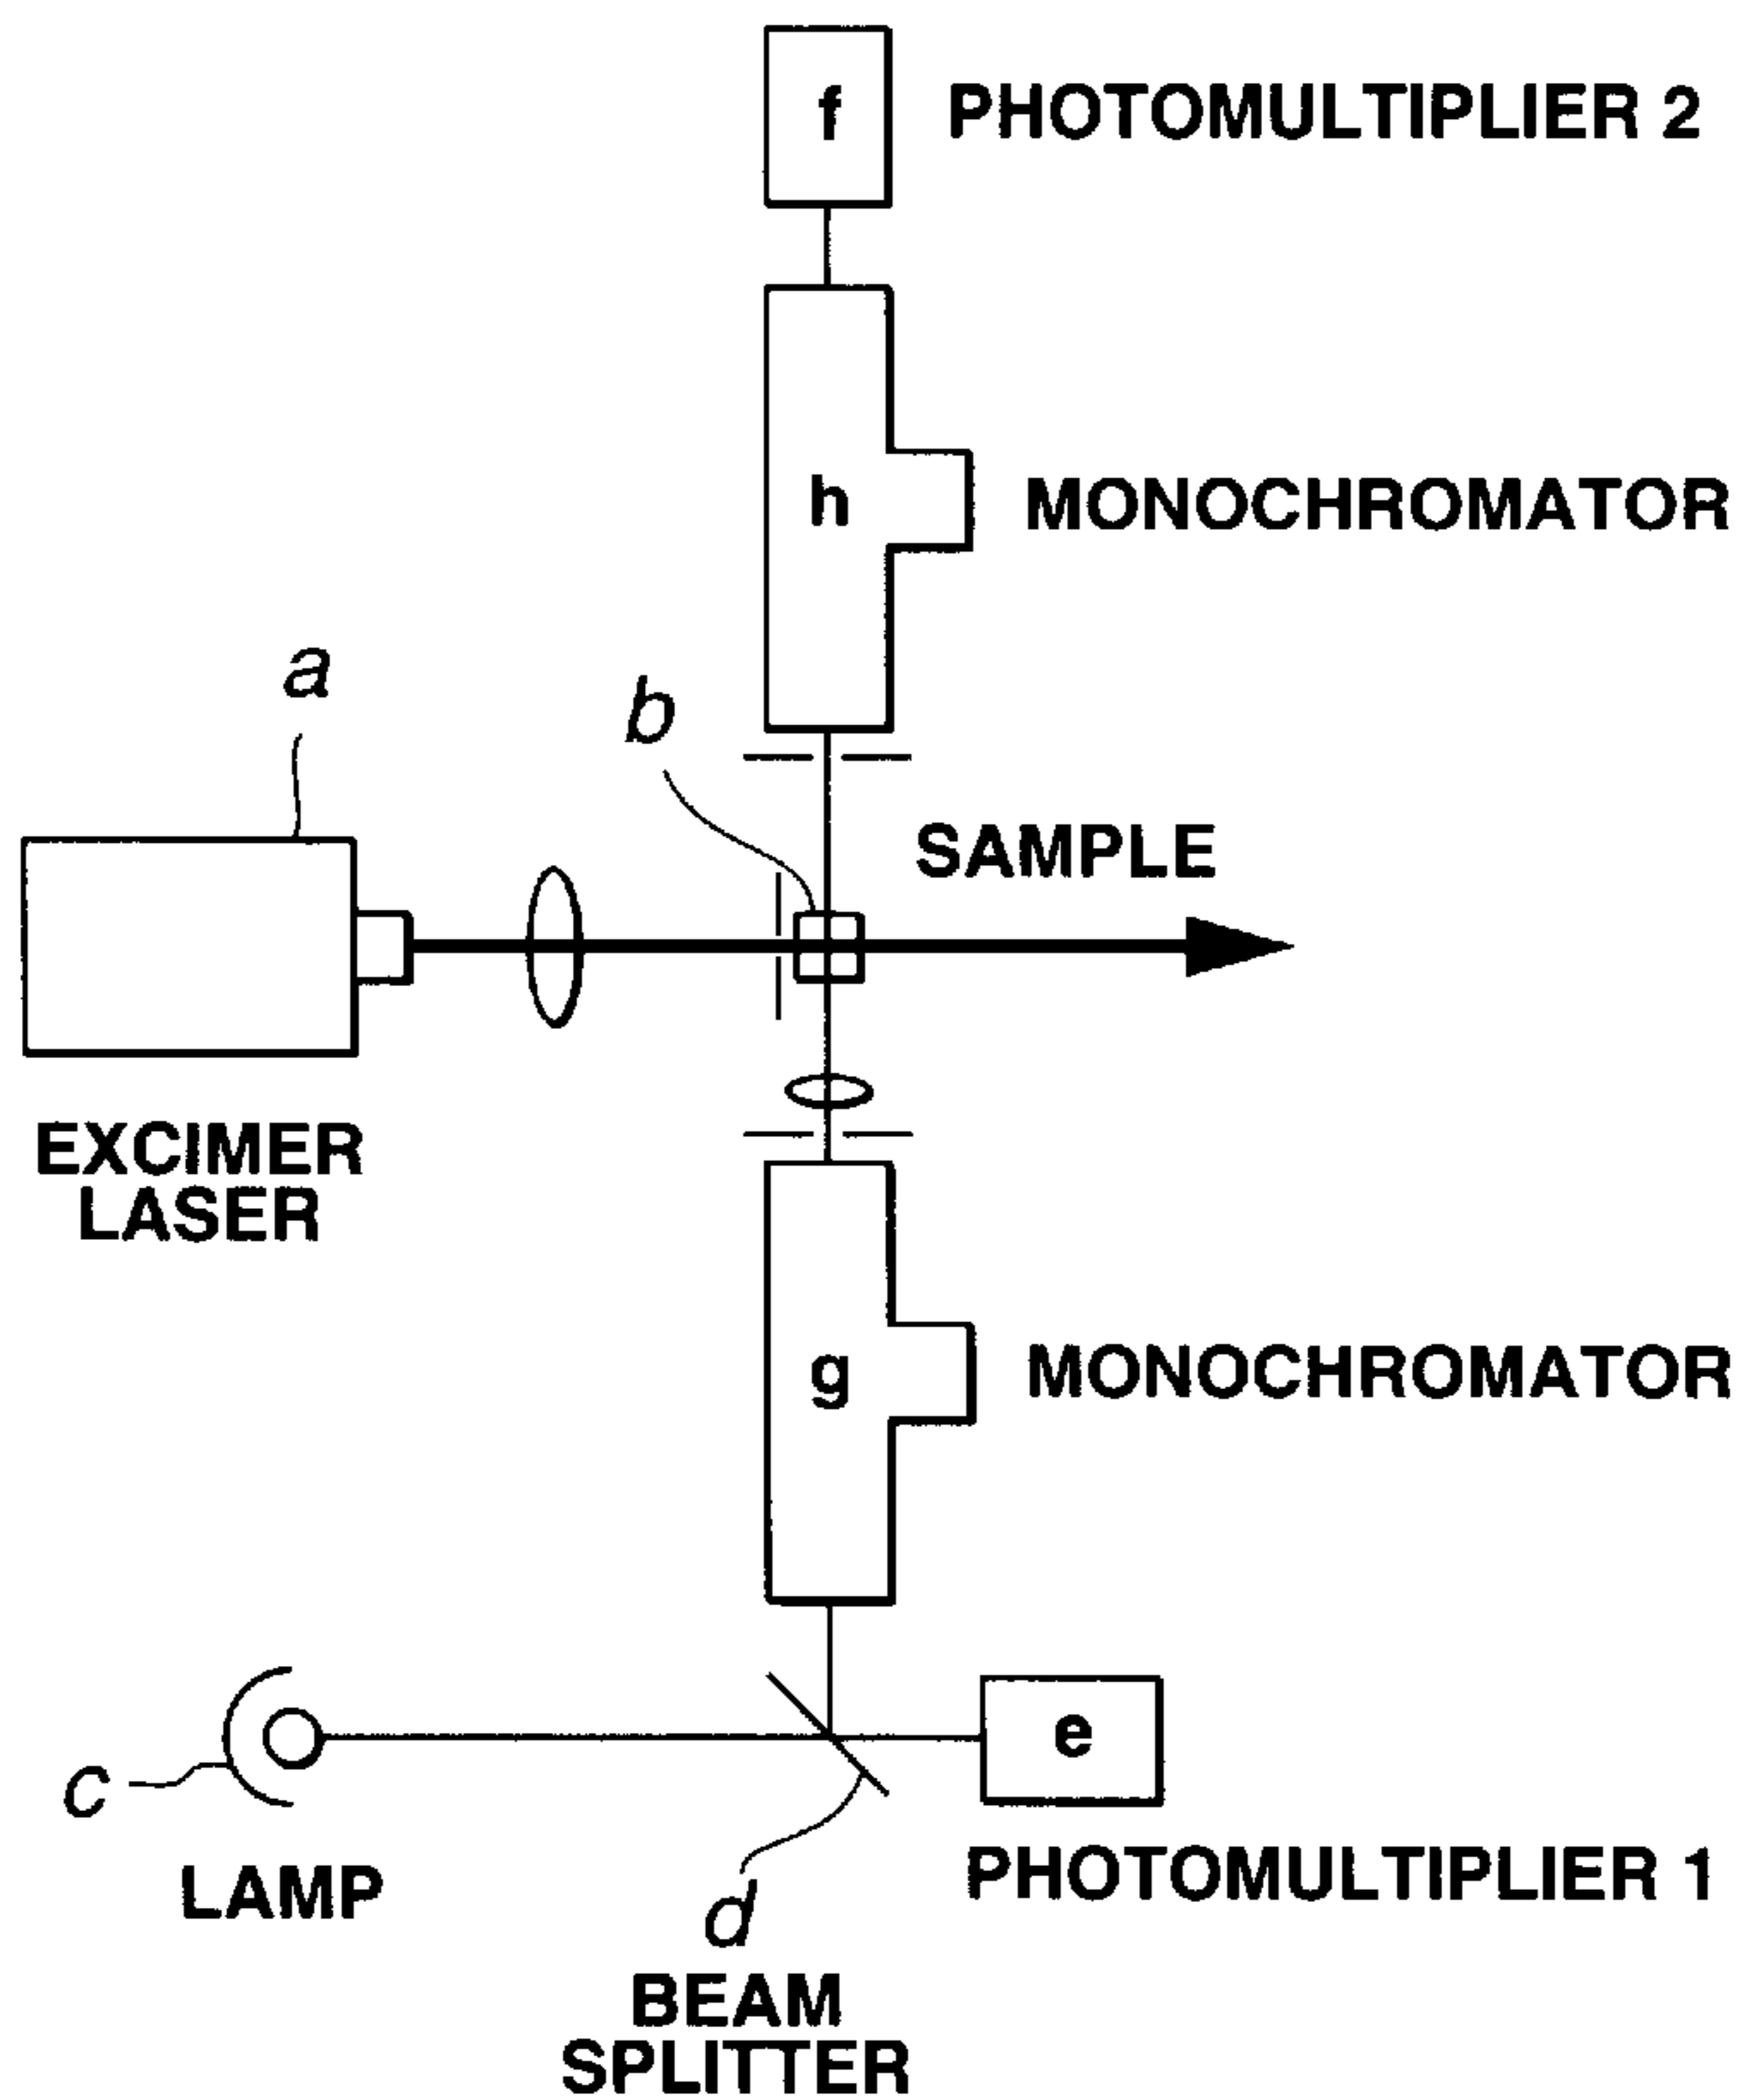 f
PHOTOMULTIPLIER 2
h
MONOCHROMATOR
a
b
SAMPLE
EXCIMER
LASER
g
MONOCHROMATOR
c
e
LAMP
PHOTOMULTIPLIER 1
d
BEAM
SPLITTER